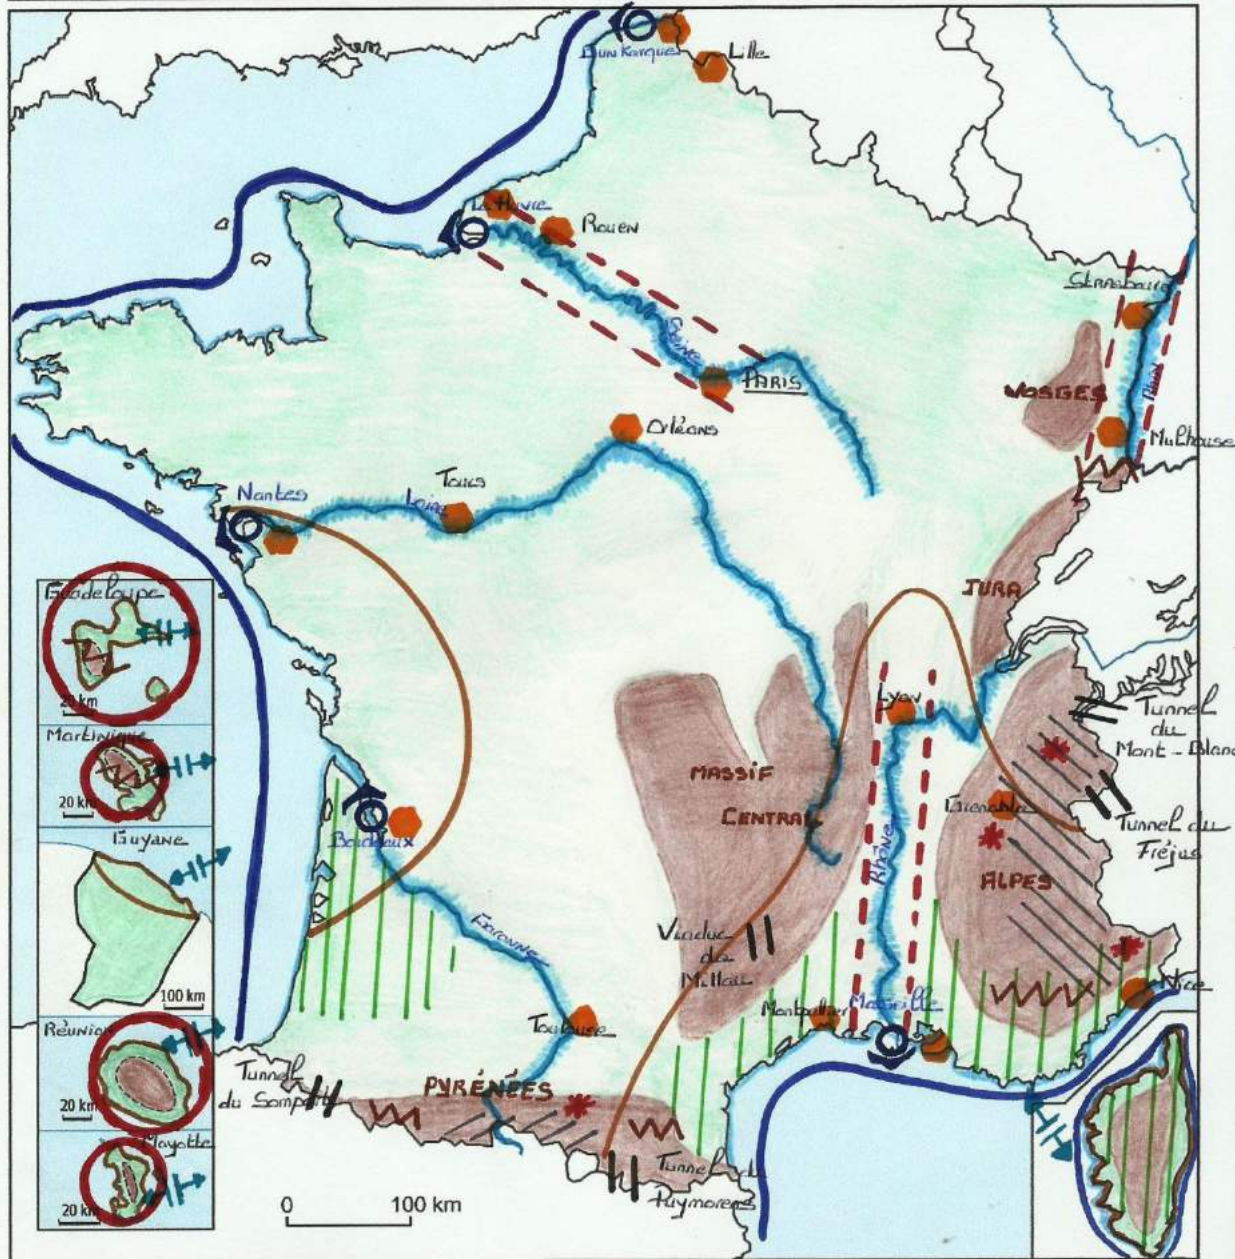 Dunkerque
Lille
Le Havre
Rouen
Strasbourg
Seine
PARIS
VOSGES
Rhin
Mulhouse
Orléans
Tours
Loire
Nantes
JURA
Guadeloupe
25 km
Martinique
20 km
Guyane
100 km
Réunion
20 km
Mayotte
20 km
Lyon
Tunnel
du
Mont-Blanc
MASSIF
CENTRAL
Grenoble
Tunnel du
Fréjus
Rhône
ALPES
Bordeaux
Garonne
Viaduc
de
Millau
Montpellier
Marseille
Nice
Toulouse
Tunnel
du Somport
PYRÉNÉES
Tunnel du
Puymorens
0 100 km